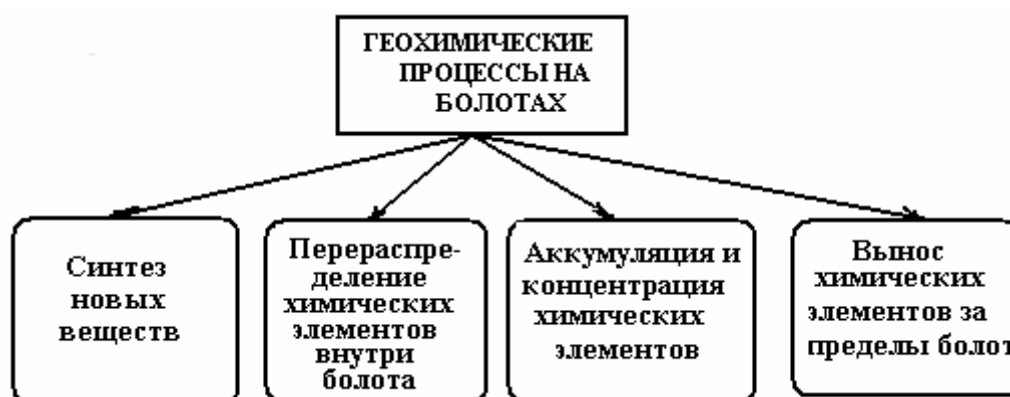 ГЕОХИМИЧЕСКИЕ
ПРОЦЕССЫ НА
БОЛОТАХ
Синтез
новых
веществ
Перераспре-
деление
химических
элементов
внутри
болота
Аккумуляция и
концентрация
химических
элементов
Вынос
химических
элементов за
пределы болот